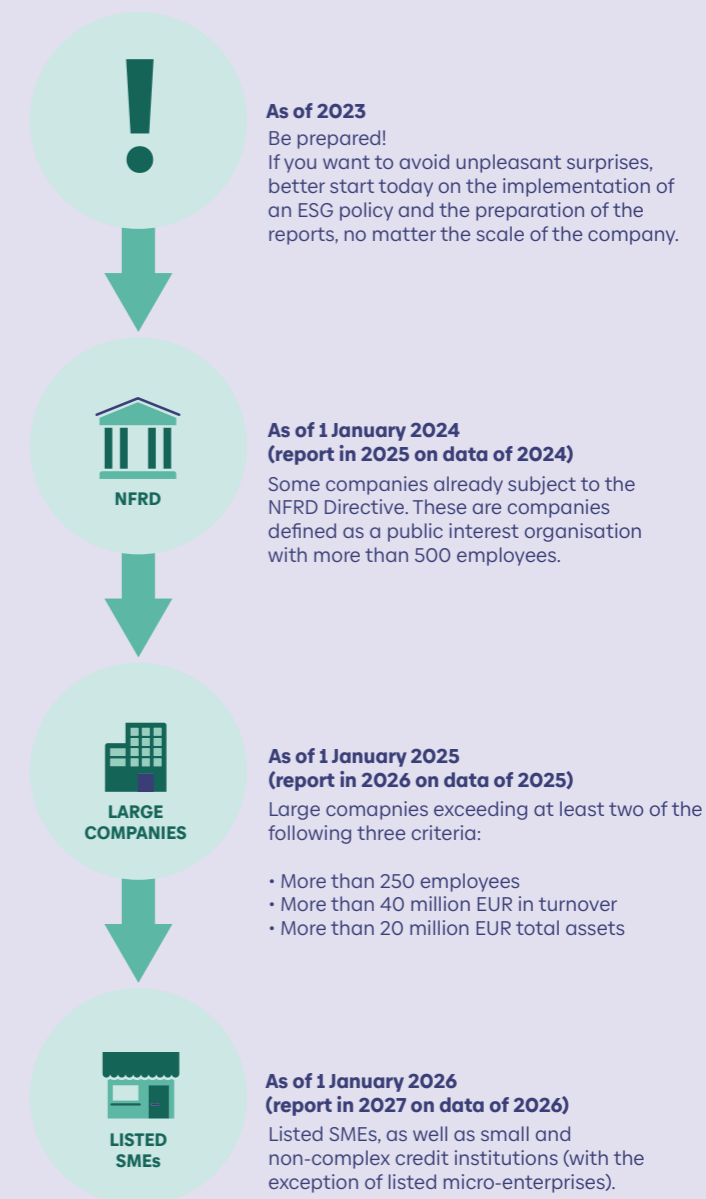 As of 2023
Be prepared!
If you want to avoid unpleasant surprises,
better start today on the implementation of
an ESG policy and the preparation of the
reports, no matter the scale of the company.
NFRD
As of 1 January 2024
(report in 2025 on data of 2024)
Some companies already subject to the
NFRD Directive. These are companies
defined as a public interest organisation
with more than 500 employees.
LARGE
COMPANIES
As of 1 January 2025
(report in 2026 on data of 2025)
Large comapnies exceeding at least two of the
following three criteria:
• More than 250 employees
• More than 40 million EUR in turnover
• More than 20 million EUR total assets
LISTED
SMEs
As of 1 January 2026
(report in 2027 on data of 2026)
Listed SMEs, as well as small and
non-complex credit institutions (with the
exception of listed micro-enterprises).